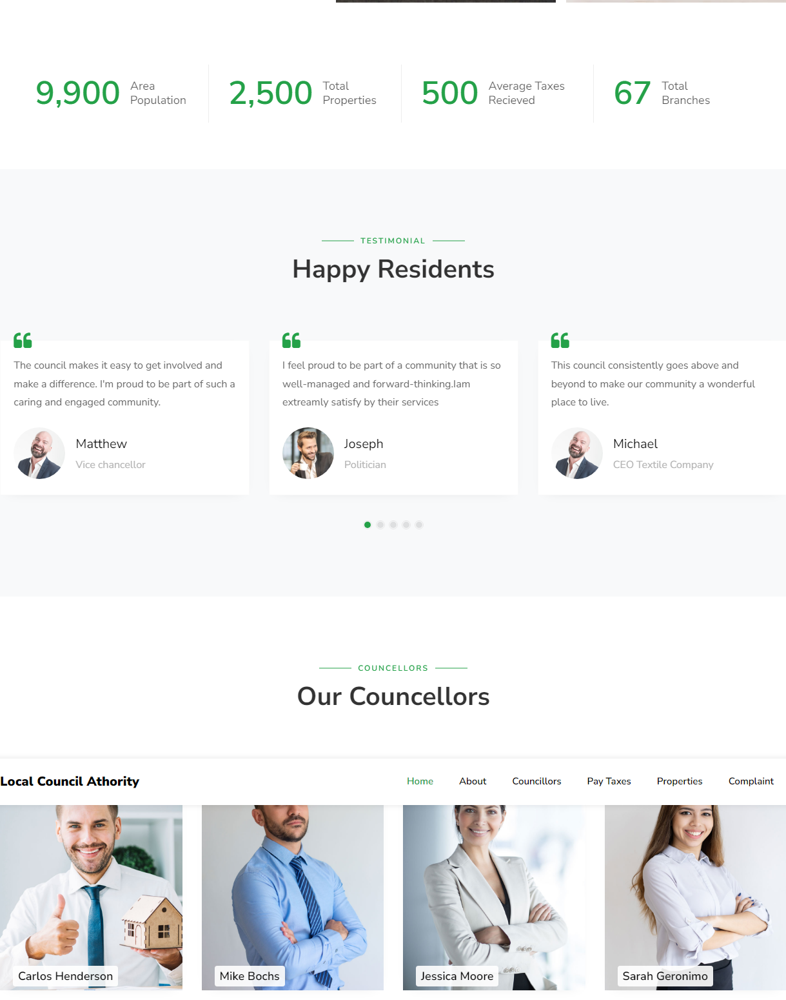 9,900
Area
Population
2,500
Total
Properties
500
Average Taxes
Recieved
67
Total
Branches
TESTIMONIAL
Happy Residents
The council makes it easy to get involved and
make a difference. I'm proud to be part of such a
caring and engaged community.
Matthew
Vice chancellor
I feel proud to be part of a community that is so
well-managed and forward-thinking.Iam
extreamly satisfy by their services
Joseph
Politician
This council consistently goes above and
beyond to make our community a wonderful
place to live.
Michael
CEO Textile Company
COUNCELLORS
Our Councellors
Local Council Athority
Home
About
Councillors
Pay Taxes
Properties
Complaint
Carlos Henderson
Mike Bochs
Jessica Moore
Sarah Geronimo